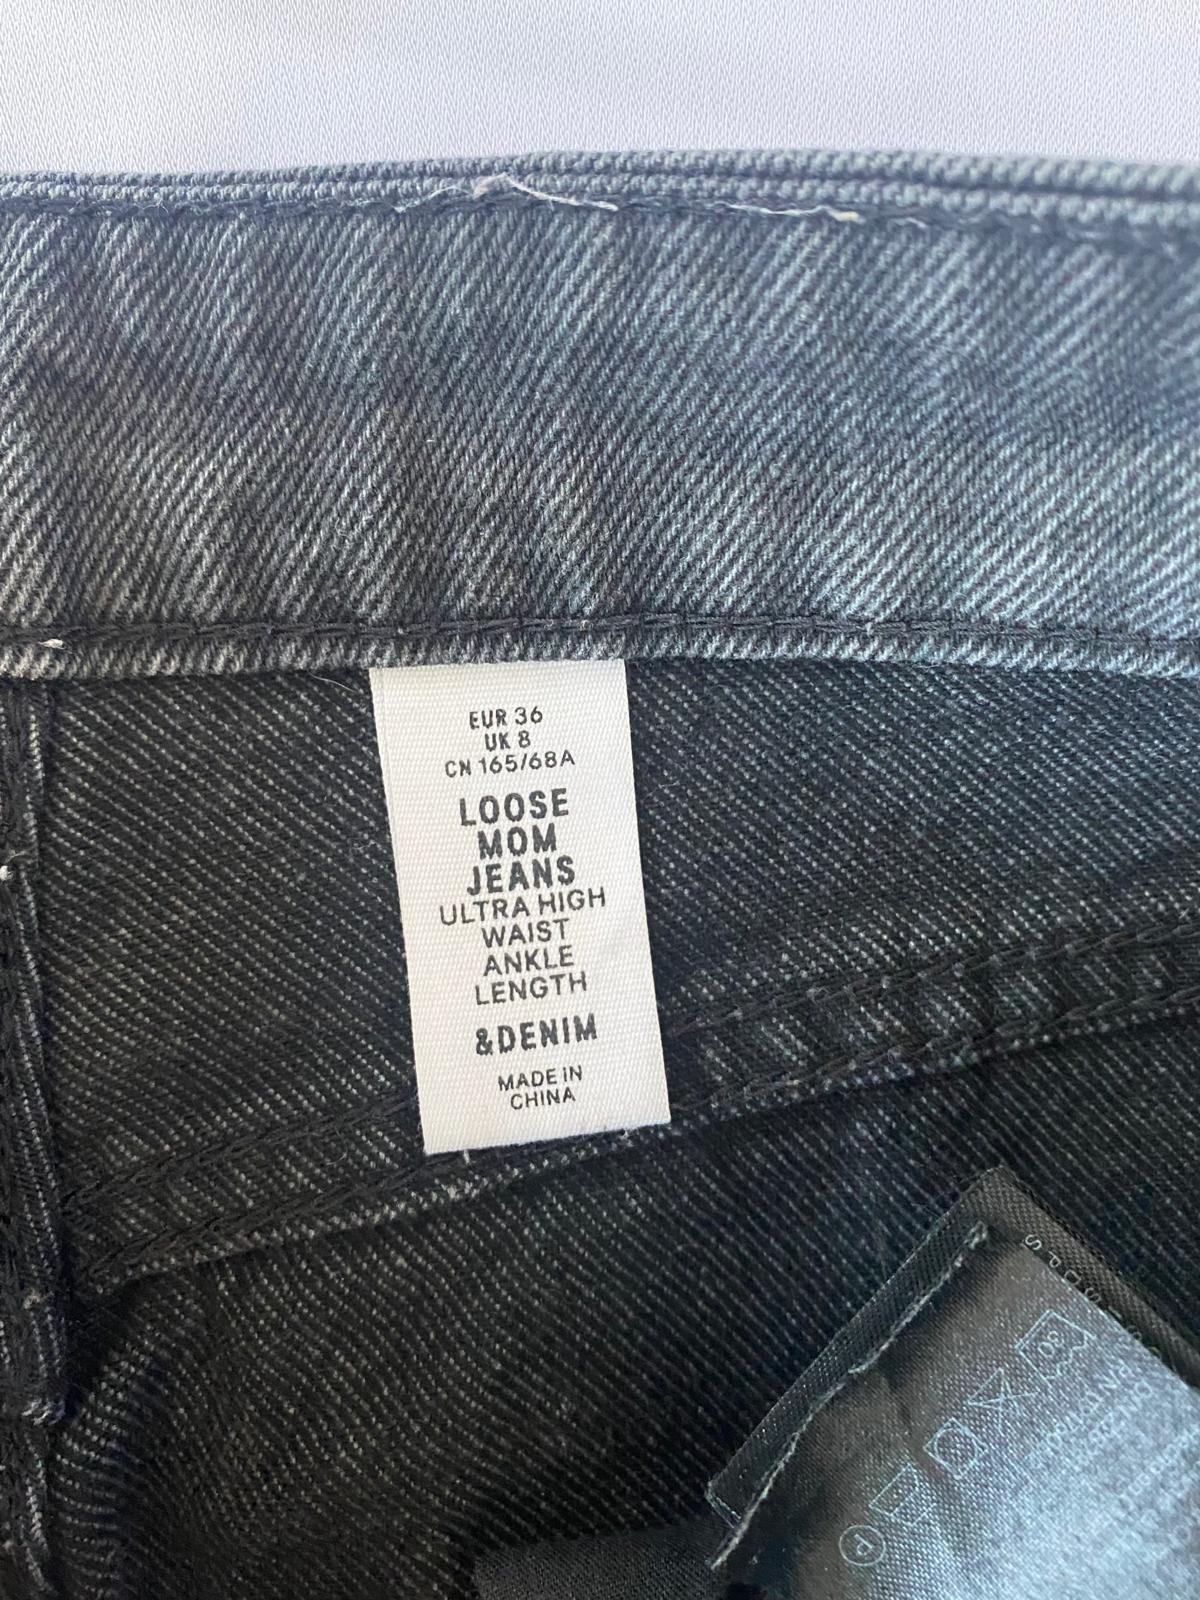 EUR 36
UK 8
CN 165/68A
LOOSE
MOM
JEANS
ULTRA HIGH
WAIST
ANKLE
LENGTH
&DENIM
MADE IN
CHINA
30
P